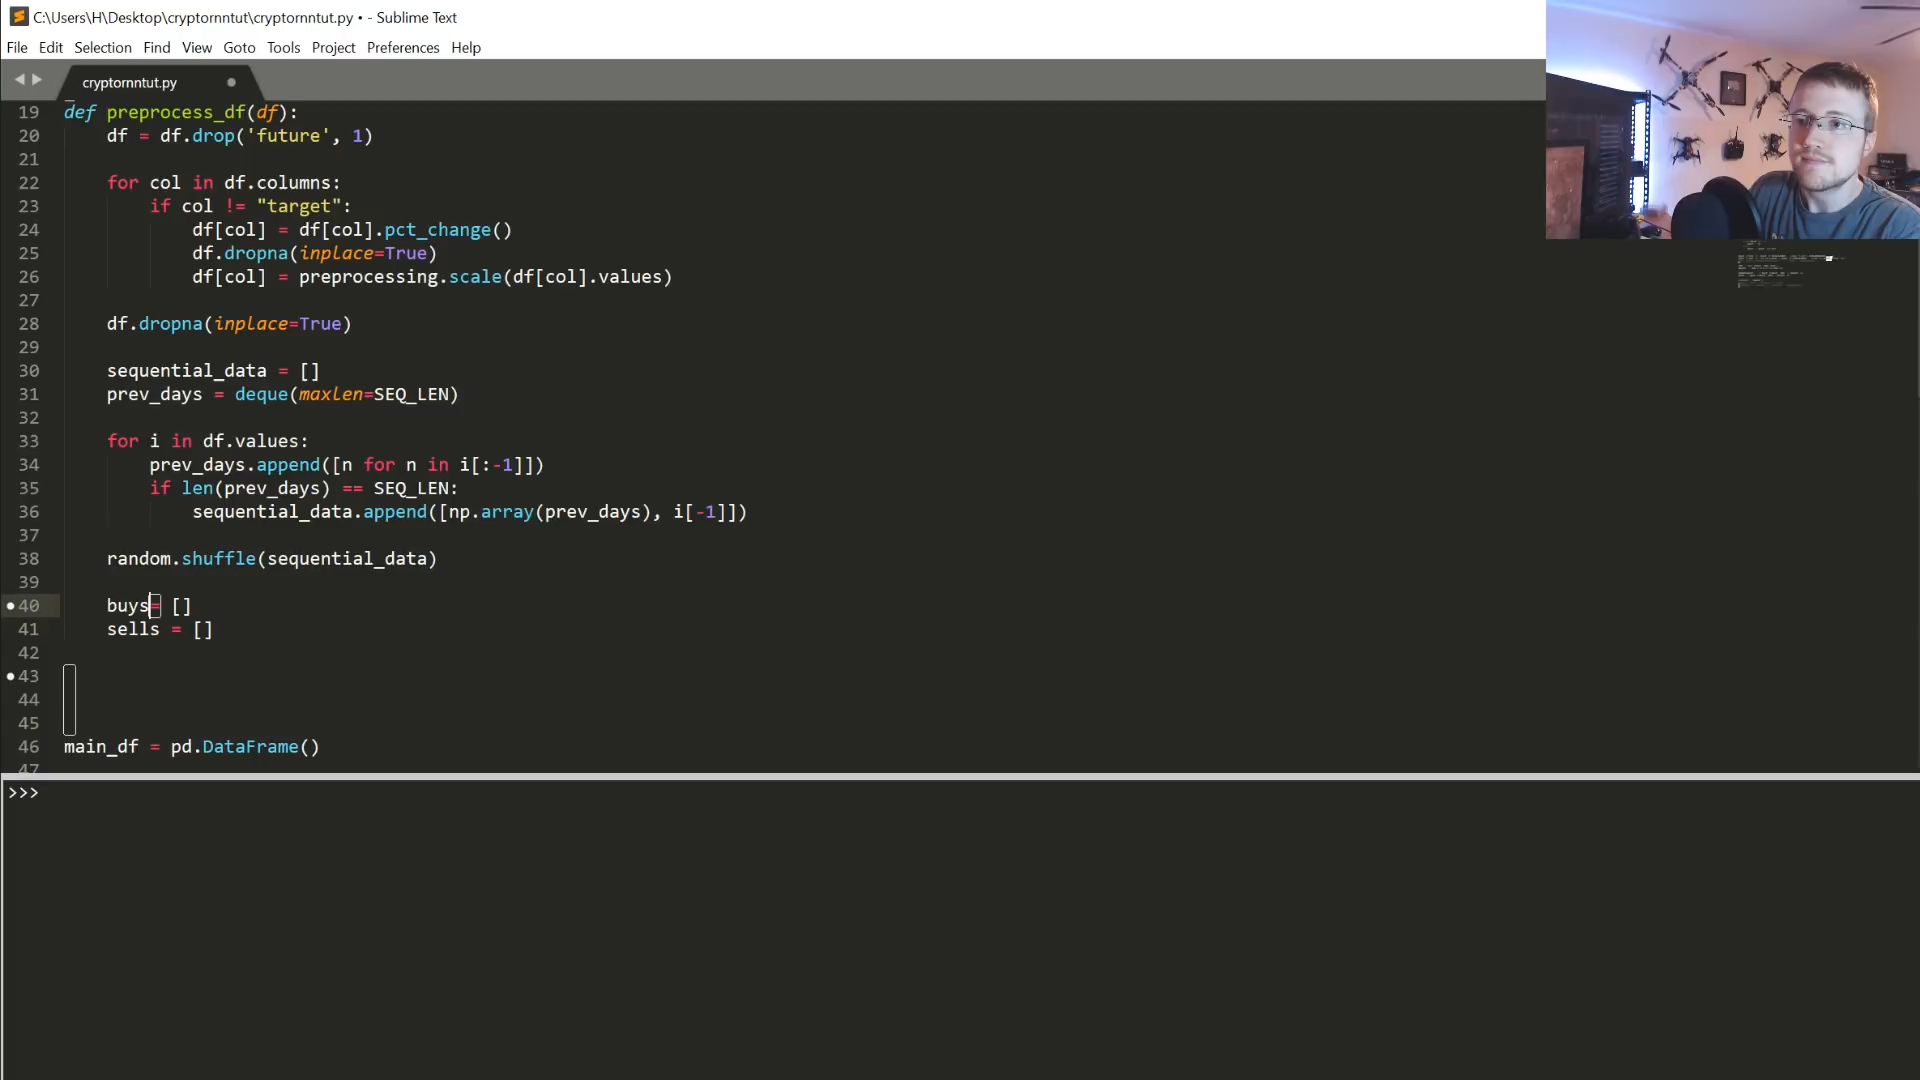 C:\Users\H\Desktop\cryptornntut\cryptornntut.py • - Sublime Text
File Edit Selection Find View Goto Tools Project Preferences Help
cryptornntut.py
19 def preprocess_df(df):
20     df = df.drop('future', 1)
21
22     for col in df.columns:
23         if col != "target":
24             df[col] = df[col].pct_change()
25             df.dropna(inplace=True)
26             df[col] = preprocessing.scale(df[col].values)
27
28     df.dropna(inplace=True)
29
30     sequential_data = []
31     prev_days = deque(maxlen=SEQ_LEN)
32
33     for i in df.values:
34         prev_days.append([n for n in i[:-1]])
35         if len(prev_days) == SEQ_LEN:
36             sequential_data.append([np.array(prev_days), i[-1]])
37
38     random.shuffle(sequential_data)
39
40     buys= []
41     sells = []
42
43
44
45
46 main_df = pd.DataFrame()
47
>>>